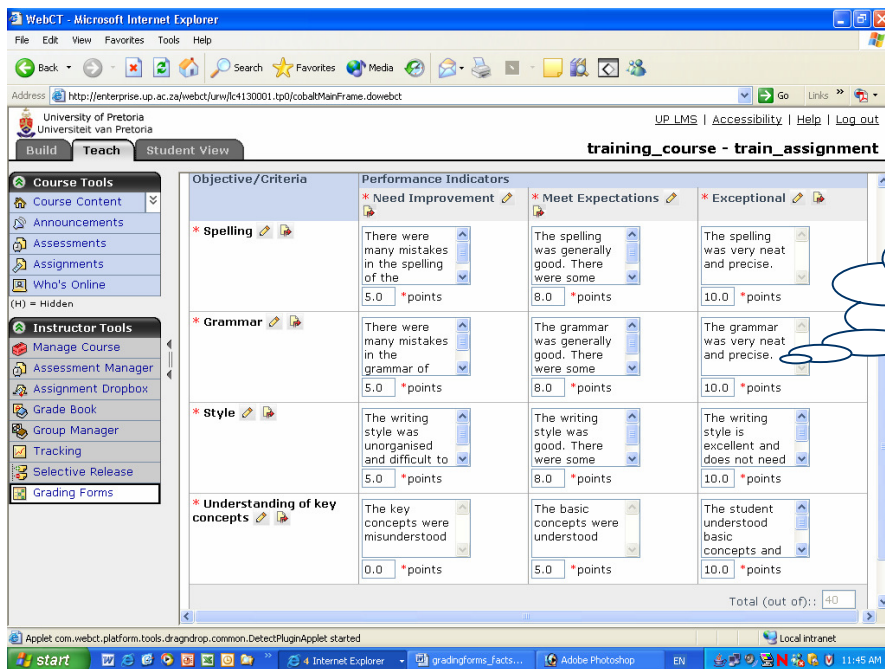 WebCT - Microsoft Internet Explorer
File Edit View Favorites Tools Help
Back Search Favorites Media
Address http://enterprise.up.ac.za/webct/urw/lc4130001.tp0/cobaltMainFrame.dowebct Go Links »
University of Pretoria
Universiteit van Pretoria
UP LMS | Accessibility | Help | Log out
Build Teach Student View
training_course - train_assignment
Course Tools
Course Content
Announcements
Assessments
Assignments
Who's Online
(H) = Hidden
Instructor Tools
Manage Course
Assessment Manager
Assignment Dropbox
Grade Book
Group Manager
Tracking
Selective Release
Grading Forms
Objective/Criteria Performance Indicators
* Need Improvement * Meet Expectations * Exceptional
* Spelling
There were
many mistakes
in the spelling
of the
5.0 *points
The spelling
was generally
good. There
were some
8.0 *points
The spelling
was very neat
and precise.
10.0 *points
* Grammar
There were
many mistakes
in the
grammar of
5.0 *points
The grammar
was generally
good. There
were some
8.0 *points
The grammar
was very neat
and precise.
10.0 *points
* Style
The writing
style was
unorganised
and difficult to
5.0 *points
The writing
style was
good. There
were some
8.0 *points
The writing
style is
excellent and
does not need
10.0 *points
* Understanding of key
concepts
The key
concepts were
misunderstood
0.0 *points
The basic
concepts were
understood
5.0 *points
The student
understood
basic
concepts and
10.0 *points
Total (out of):: 40
Applet com.webct.platform.tools.dragndrop.common.DetectPluginApplet started Local intranet
start » 4 Internet Explorer gradingforms_facts... Adobe Photoshop EN 11:45 AM